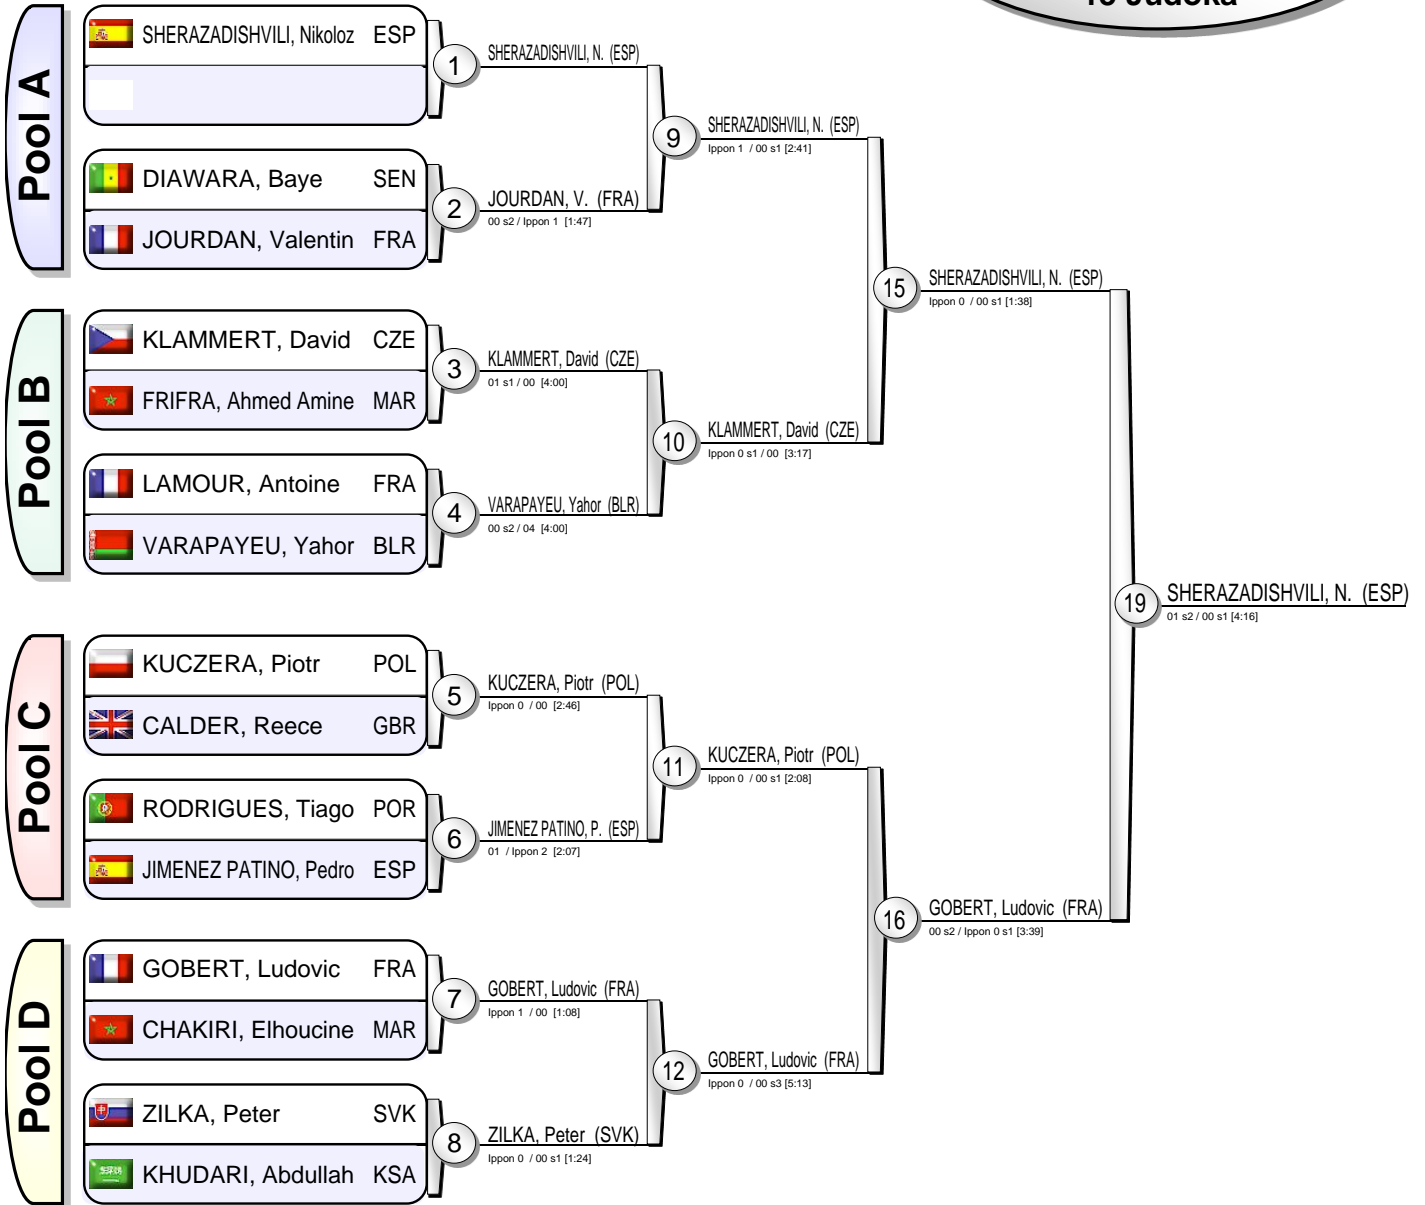 Pool A
SHERAZADISHVILI, Nikoloz ESP
DIAWARA, Baye SEN
JOURDAN, Valentin FRA
Pool B
KLAMMERT, David CZE
FRIFRA, Ahmed Amine MAR
LAMOUR, Antoine FRA
VARAPAYEU, Yahor BLR
Pool C
KUCZERA, Piotr POL
CALDER, Reece GBR
RODRIGUES, Tiago POR
JIMENEZ PATINO, Pedro ESP
Pool D
GOBERT, Ludovic FRA
CHAKIRI, Elhoucine MAR
ZILKA, Peter SVK
KHUDARI, Abdullah KSA
1
SHERAZADISHVILI, N. (ESP)
2
JOURDAN, V. (FRA)
00 s2 / Ippon 1 [1:47]
3
KLAMMERT, David (CZE)
01 s1 / 00 [4:00]
4
VARAPAYEU, Yahor (BLR)
00 s2 / 04 [4:00]
5
KUCZERA, Piotr (POL)
Ippon 0 / 00 [2:46]
6
JIMENEZ PATINO, P. (ESP)
01 / Ippon 2 [2:07]
7
GOBERT, Ludovic (FRA)
Ippon 1 / 00 [1:08]
8
ZILKA, Peter (SVK)
Ippon 0 / 00 s1 [1:24]
9
SHERAZADISHVILI, N. (ESP)
Ippon 1 / 00 s1 [2:41]
10
KLAMMERT, David (CZE)
Ippon 0 s1 / 00 [3:17]
11
KUCZERA, Piotr (POL)
Ippon 0 / 00 s1 [2:08]
12
GOBERT, Ludovic (FRA)
Ippon 0 / 00 s3 [5:13]
15
SHERAZADISHVILI, N. (ESP)
Ippon 0 / 00 s1 [1:38]
16
GOBERT, Ludovic (FRA)
00 s2 / Ippon 0 s1 [3:39]
19
SHERAZADISHVILI, N. (ESP)
01 s2 / 00 s1 [4:16]